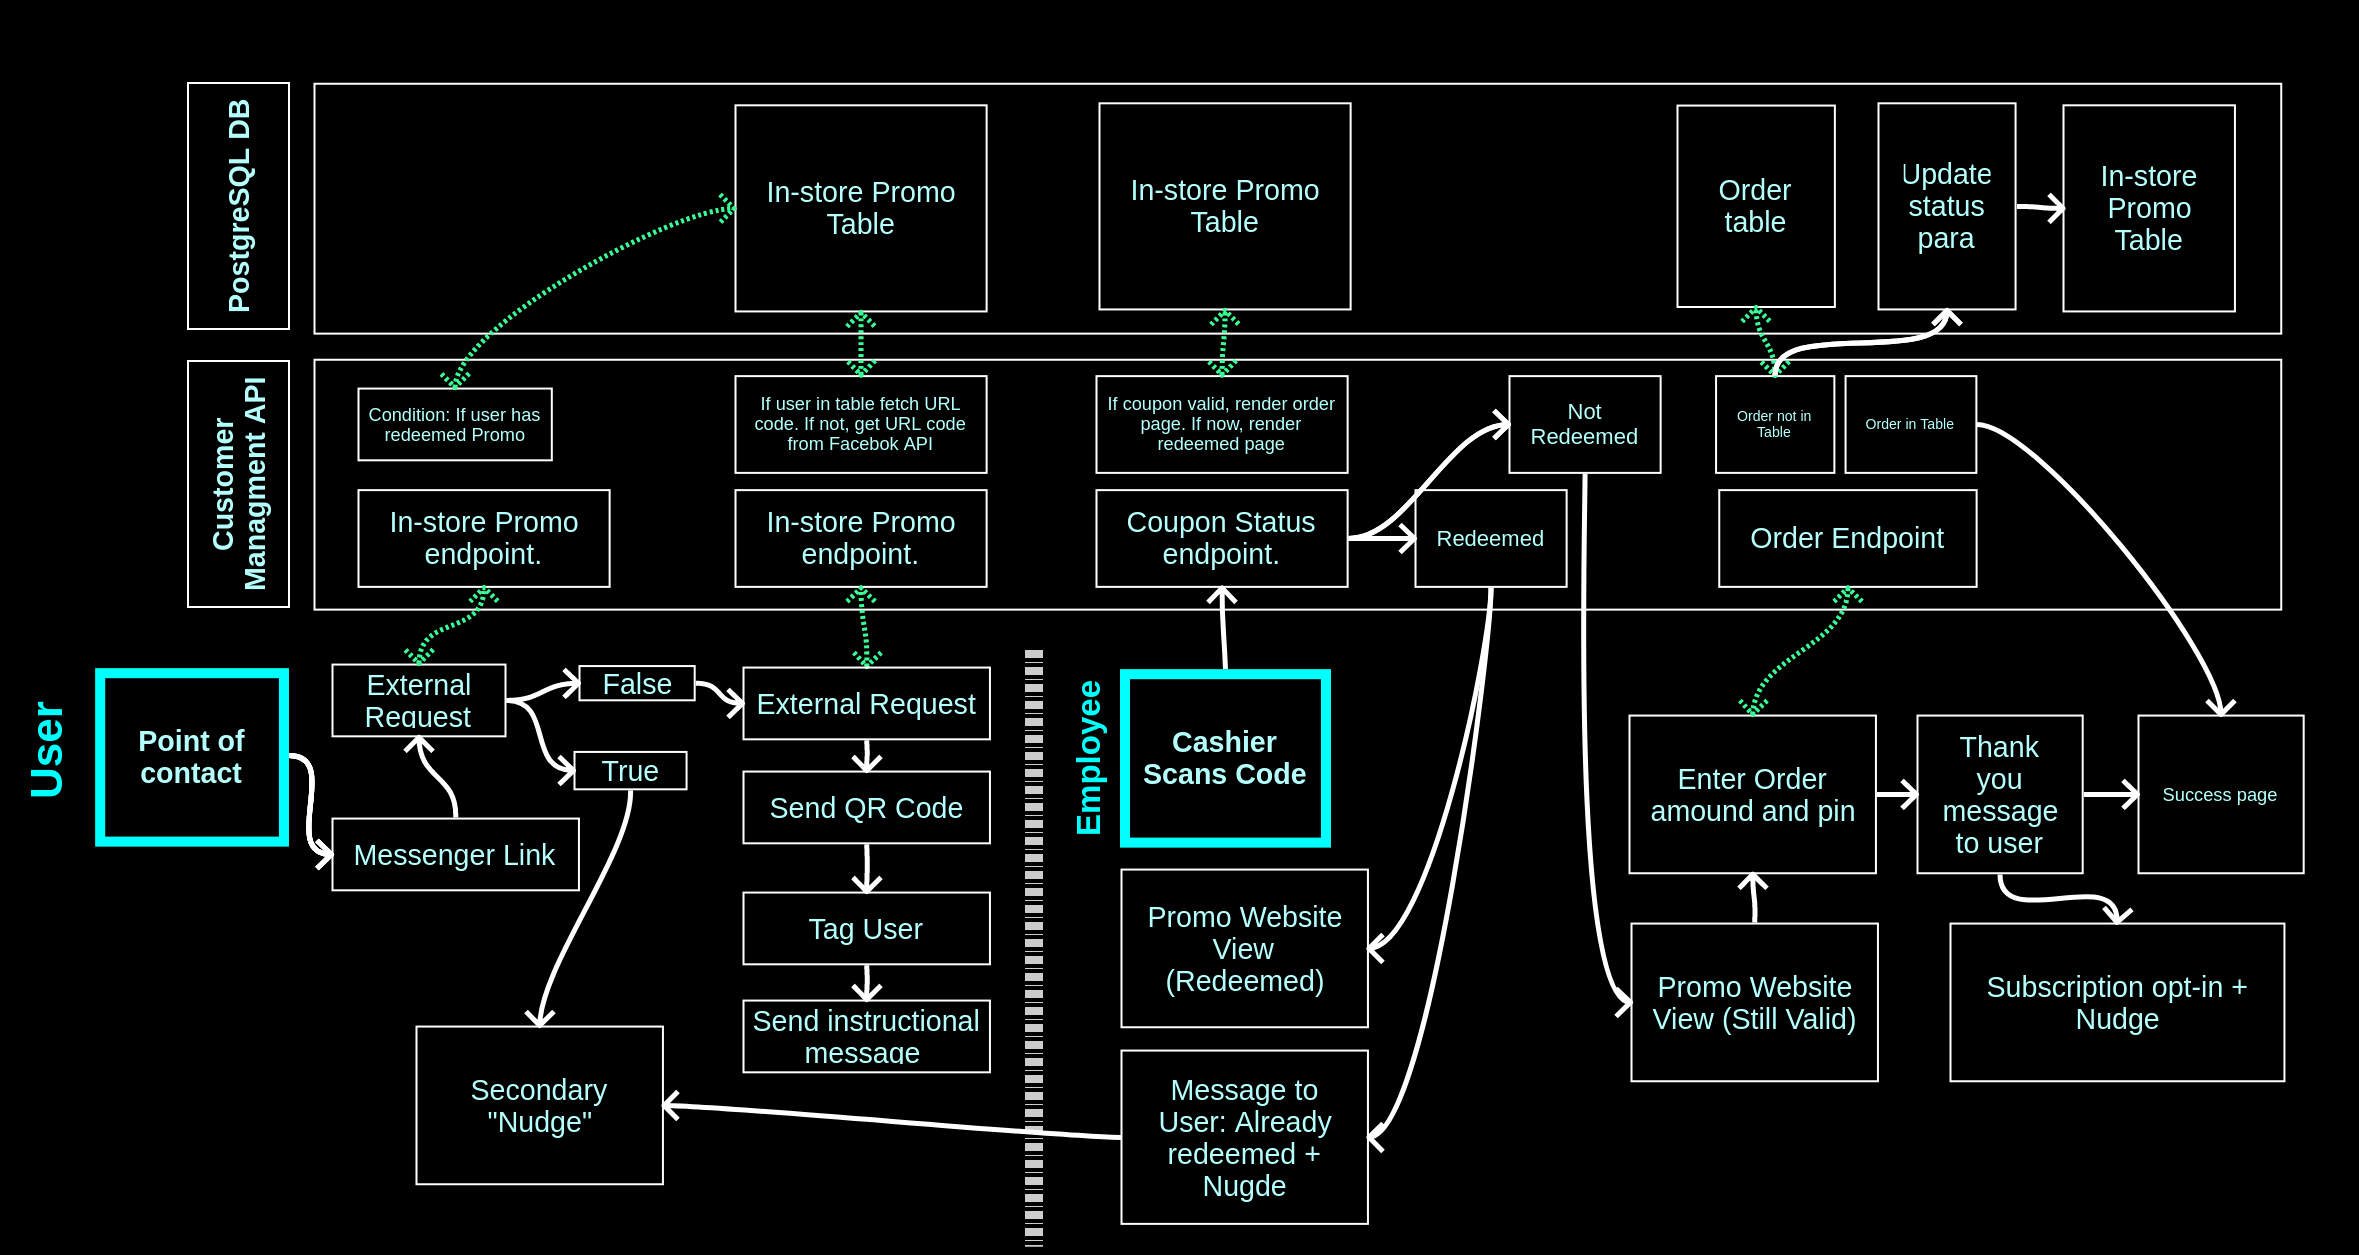 PostgreSQL DB
In-store Promo
Table
In-store Promo
Table
Order
table
Update
status
para
In-store
Promo
Table
Customer
Managment API
Condition: If user has
redeemed Promo
If user in table fetch URL
code. If not, get URL code
from Facebok API
If coupon valid, render order
page. If now, render
redeemed page
Not
Redeemed
Order not in
Table
Order in Table
In-store Promo
endpoint.
In-store Promo
endpoint.
Coupon Status
endpoint.
Redeemed
Order Endpoint
User
Point of
contact
External
Request
False
True
Messenger Link
External Request
Send QR Code
Tag User
Send instructional
message
Secondary
"Nudge"
Employee
Cashier
Scans Code
Promo Website
View
(Redeemed)
Message to
User: Already
redeemed +
Nugde
Enter Order
amound and pin
Thank
you
message
to user
Success page
Promo Website
View (Still Valid)
Subscription opt-in +
Nudge